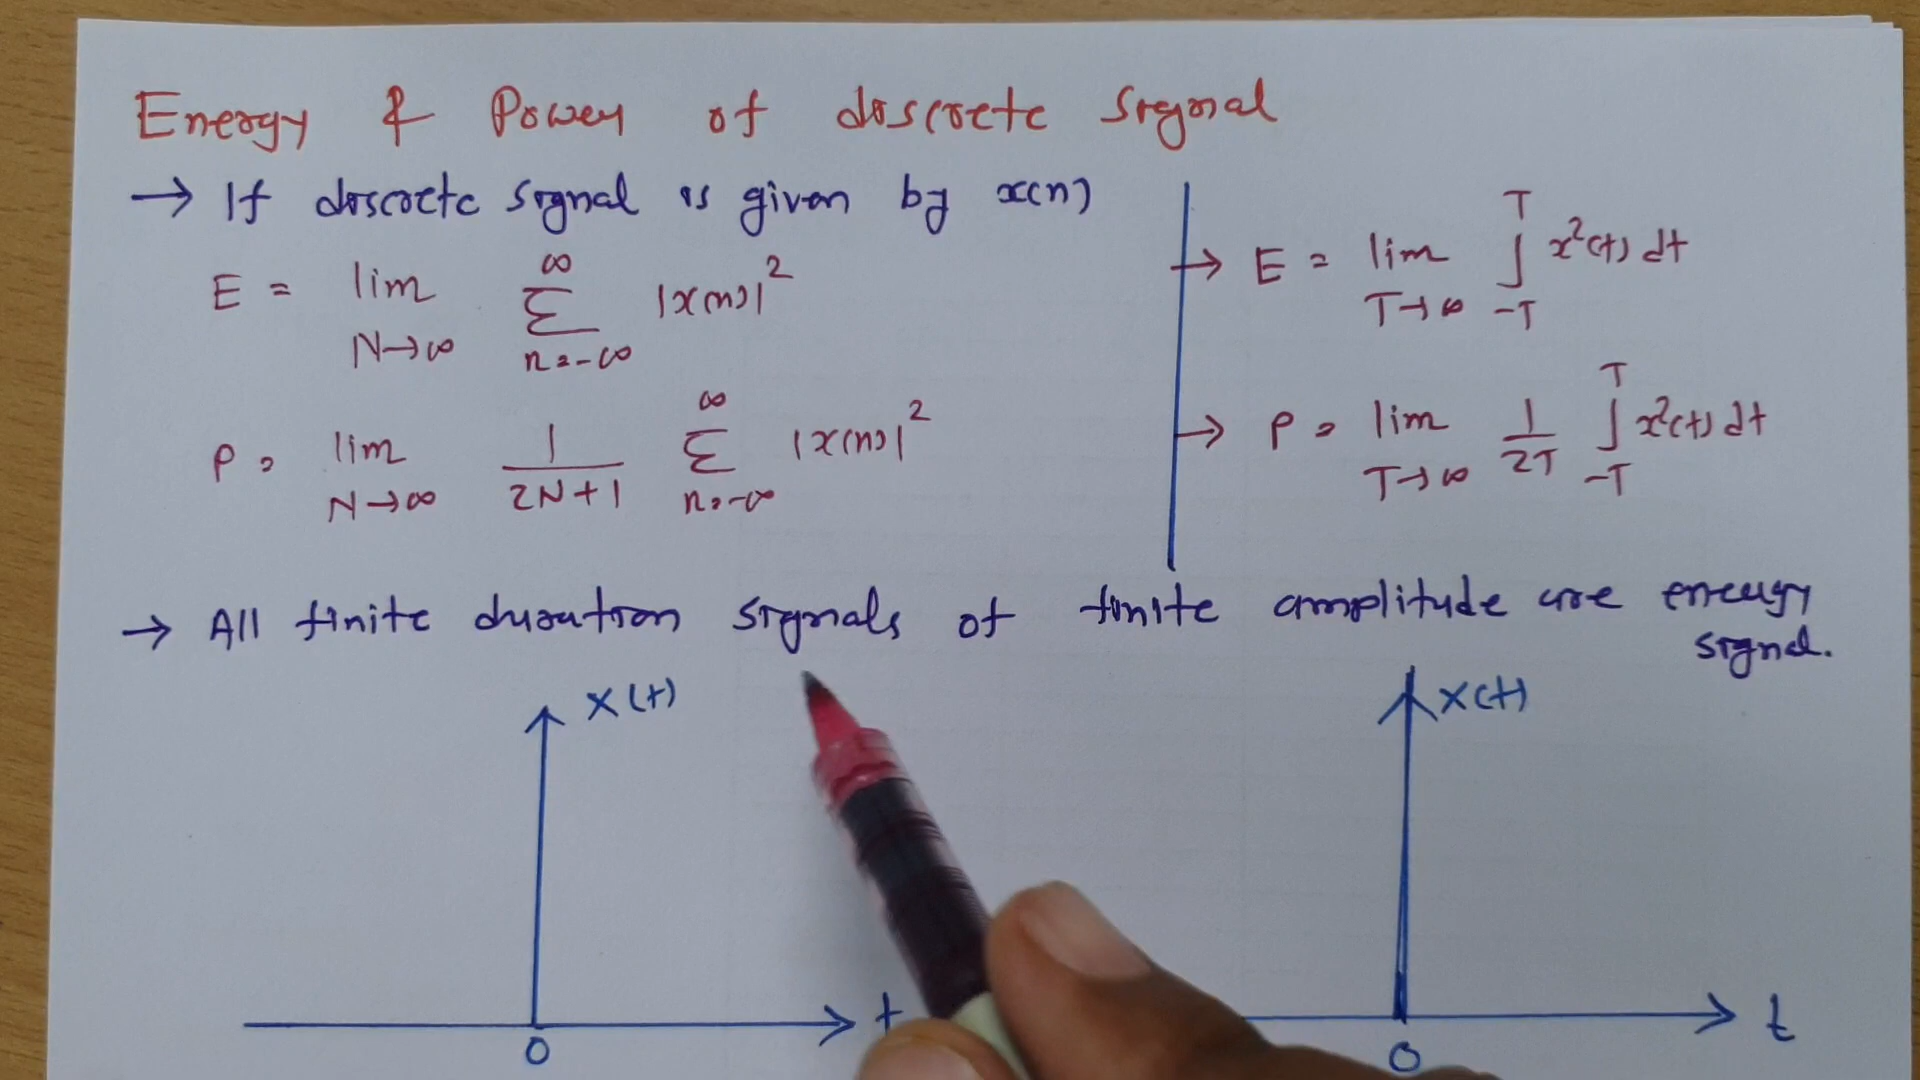 Energy & Power of discrete signal
→ If discrete signal is given by x(n)
E = lim N→∞ ∞ Σ n=-∞ |x(n)|²
P = lim N→∞ 1/2N+1 ∞ Σ n=-∞ |x(n)|²
→ E = lim T→∞ T ∫ -T x²(t) dt
→ P = lim T→∞ 1/2T T ∫ -T x²(t) dt
→ All finite duration signals of finite amplitude are energy
signal.
x(t)
t
0
x(t)
t
0